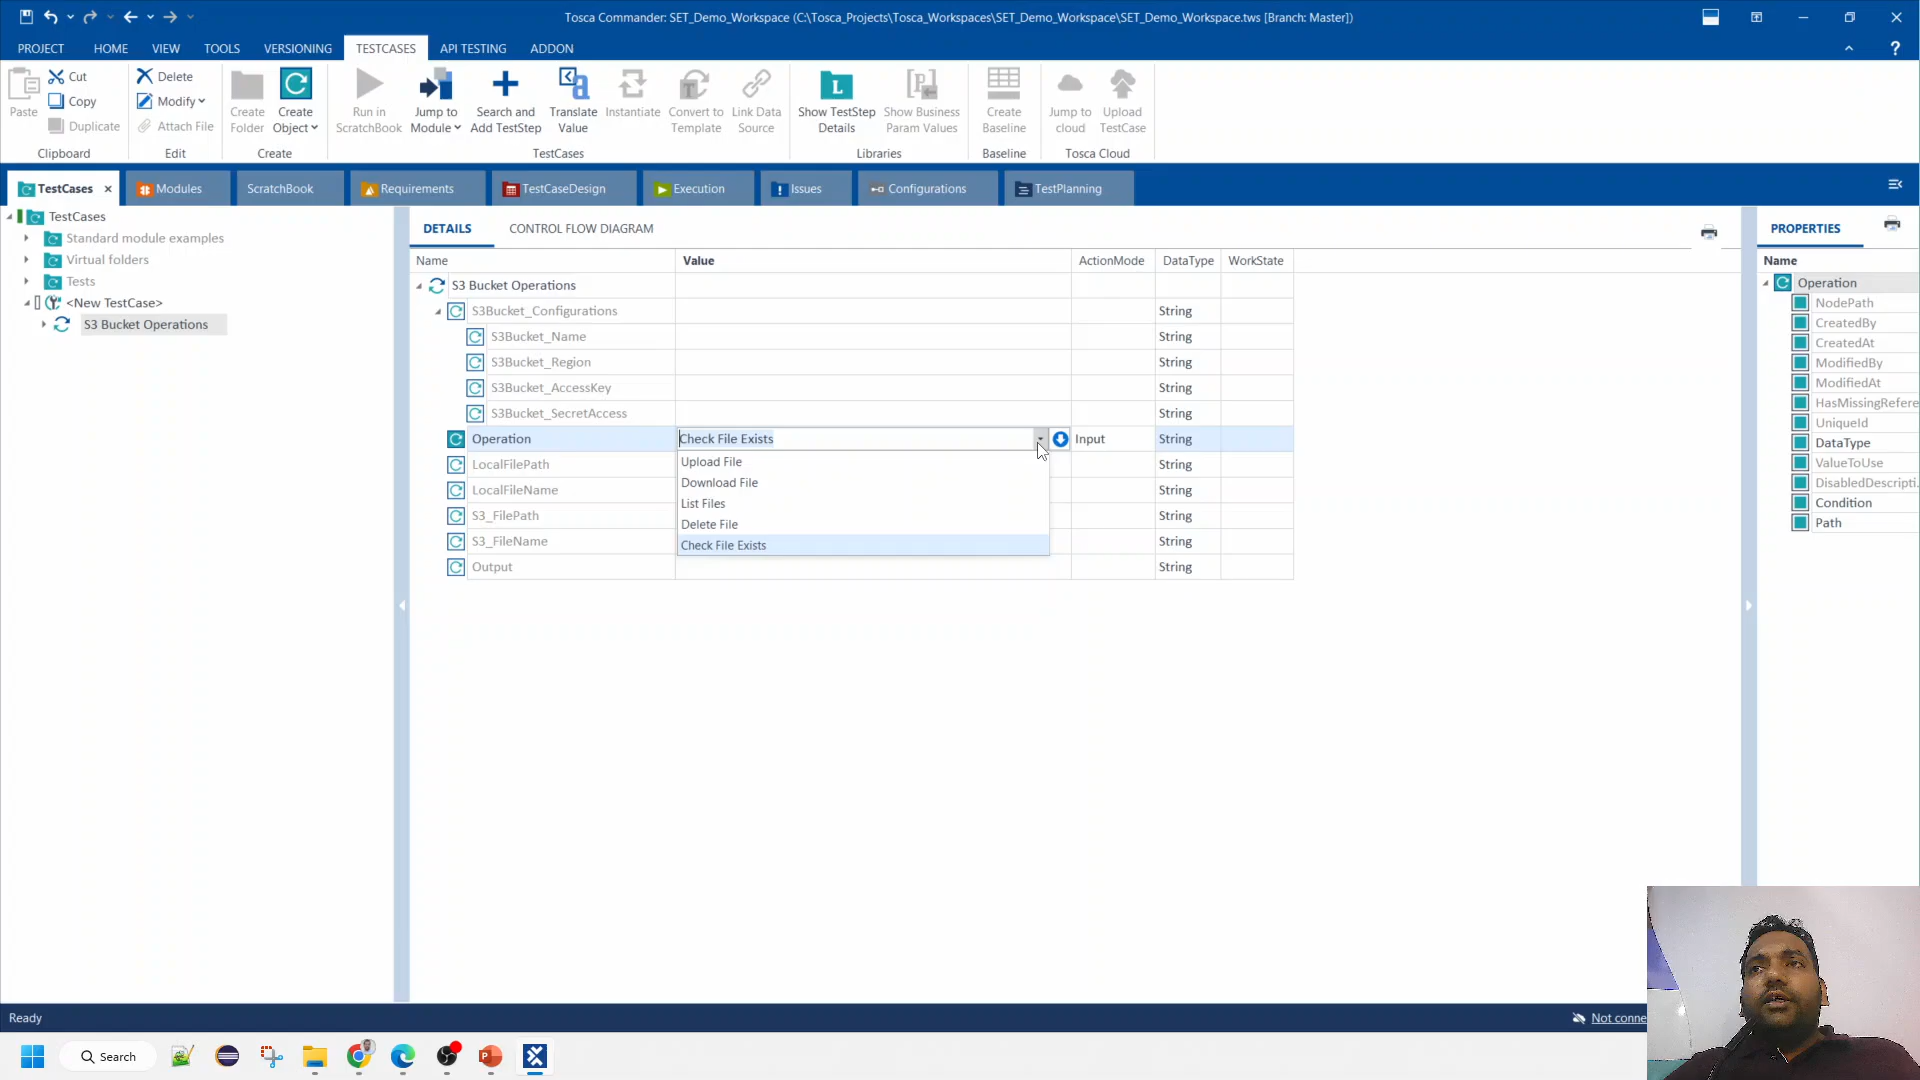 Tosca Commander: SET_Demo_Workspace (C:\Tosca_Projects\Tosca_Workspaces\SET_Demo_Workspace\SET_Demo_Workspace.tws [Branch: Master])
PROJECT HOME VIEW TOOLS VERSIONING TESTCASES API TESTING ADDON ?
Paste
Cut
Copy
Duplicate
Clipboard
Delete
Modify
Attach File
Edit
Create Folder
Create Object
Create
Run in ScratchBook
Jump to Module
Search and Add TestStep
Translate Value
Instantiate
Convert to Template
Link Data Source
TestCases
Show TestStep Details
Show Business Param Values
Libraries
Create Baseline
Baseline
Jump to cloud
Upload TestCase
Tosca Cloud
TestCases Modules ScratchBook Requirements TestCaseDesign Execution Issues Configurations TestPlanning
TestCases
Standard module examples
Virtual folders
Tests
<New TestCase>
S3 Bucket Operations
DETAILS CONTROL FLOW DIAGRAM
Name Value ActionMode DataType WorkState
S3 Bucket Operations
S3Bucket_Configurations String
S3Bucket_Name String
S3Bucket_Region String
S3Bucket_AccessKey String
S3Bucket_SecretAccess String
Operation Check File Exists Input String
LocalFilePath String
LocalFileName String
S3_FilePath String
S3_FileName String
Output String
Upload File
Download File
List Files
Delete File
Check File Exists
PROPERTIES
Name
Operation
NodePath
CreatedBy
CreatedAt
ModifiedBy
ModifiedAt
HasMissingRefere
UniqueId
DataType
ValueToUse
DisabledDescripti.
Condition
Path
Ready
Not conne
Search